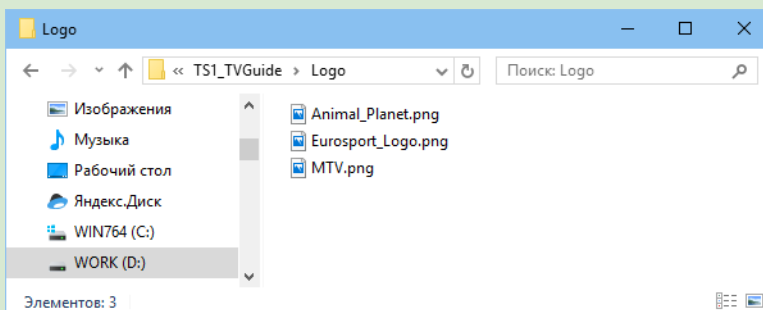 Logo
« TS1_TVGuide › Logo
Поиск: Logo
Изображения
Музыка
Рабочий стол
Яндекс.Диск
WIN764 (C:)
WORK (D:)
Animal_Planet.png
Eurosport_Logo.png
MTV.png
Элементов: 3